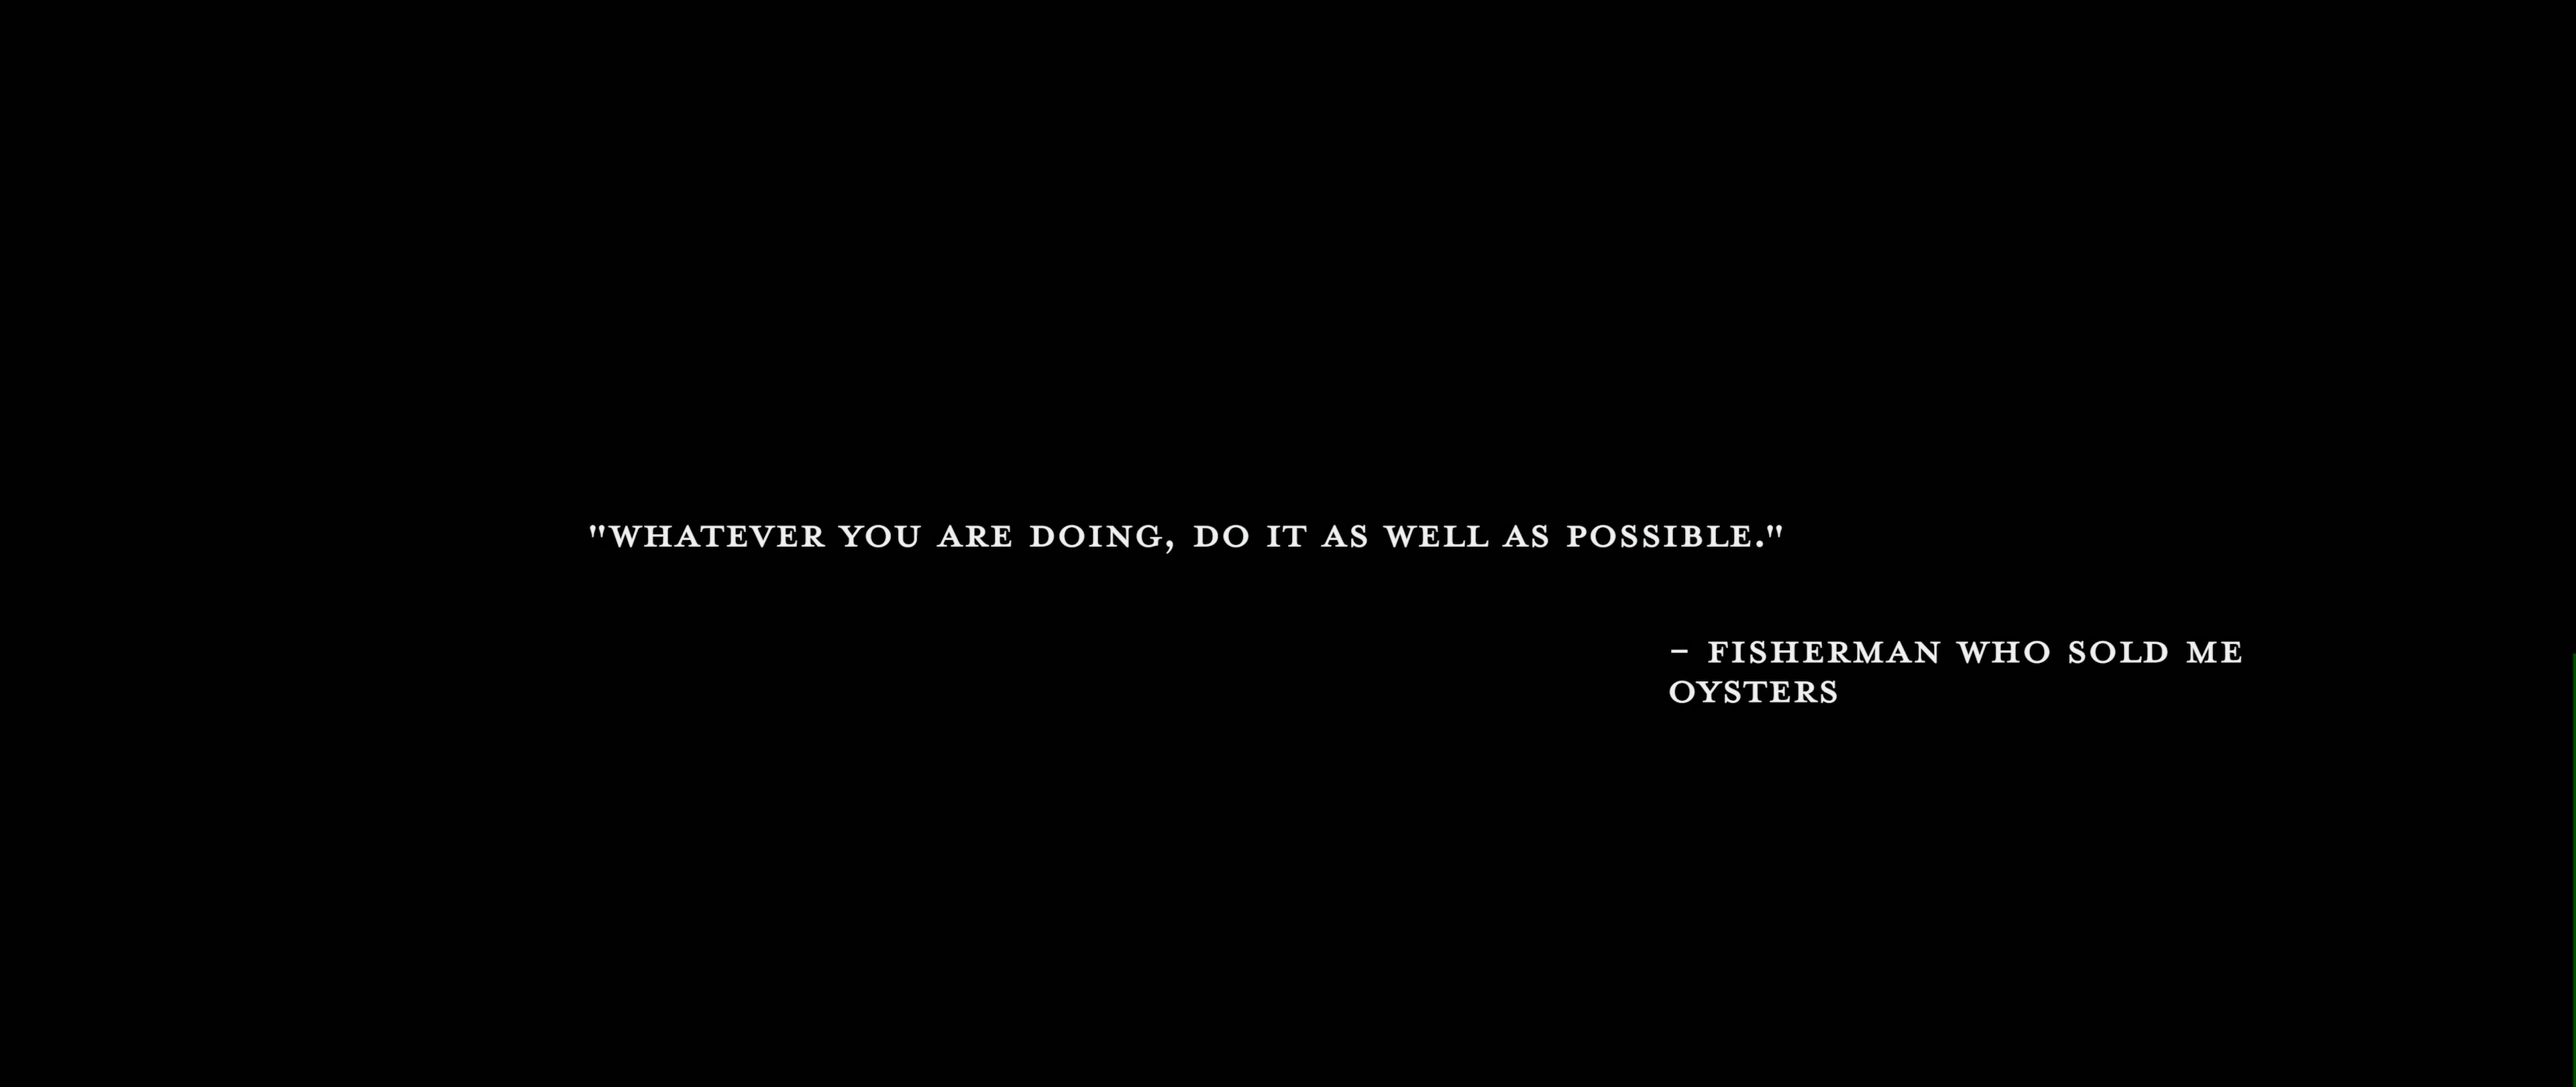 "WHATEVER YOU ARE DOING, DO IT AS WELL AS POSSIBLE."
- FISHERMAN WHO SOLD ME
OYSTERS